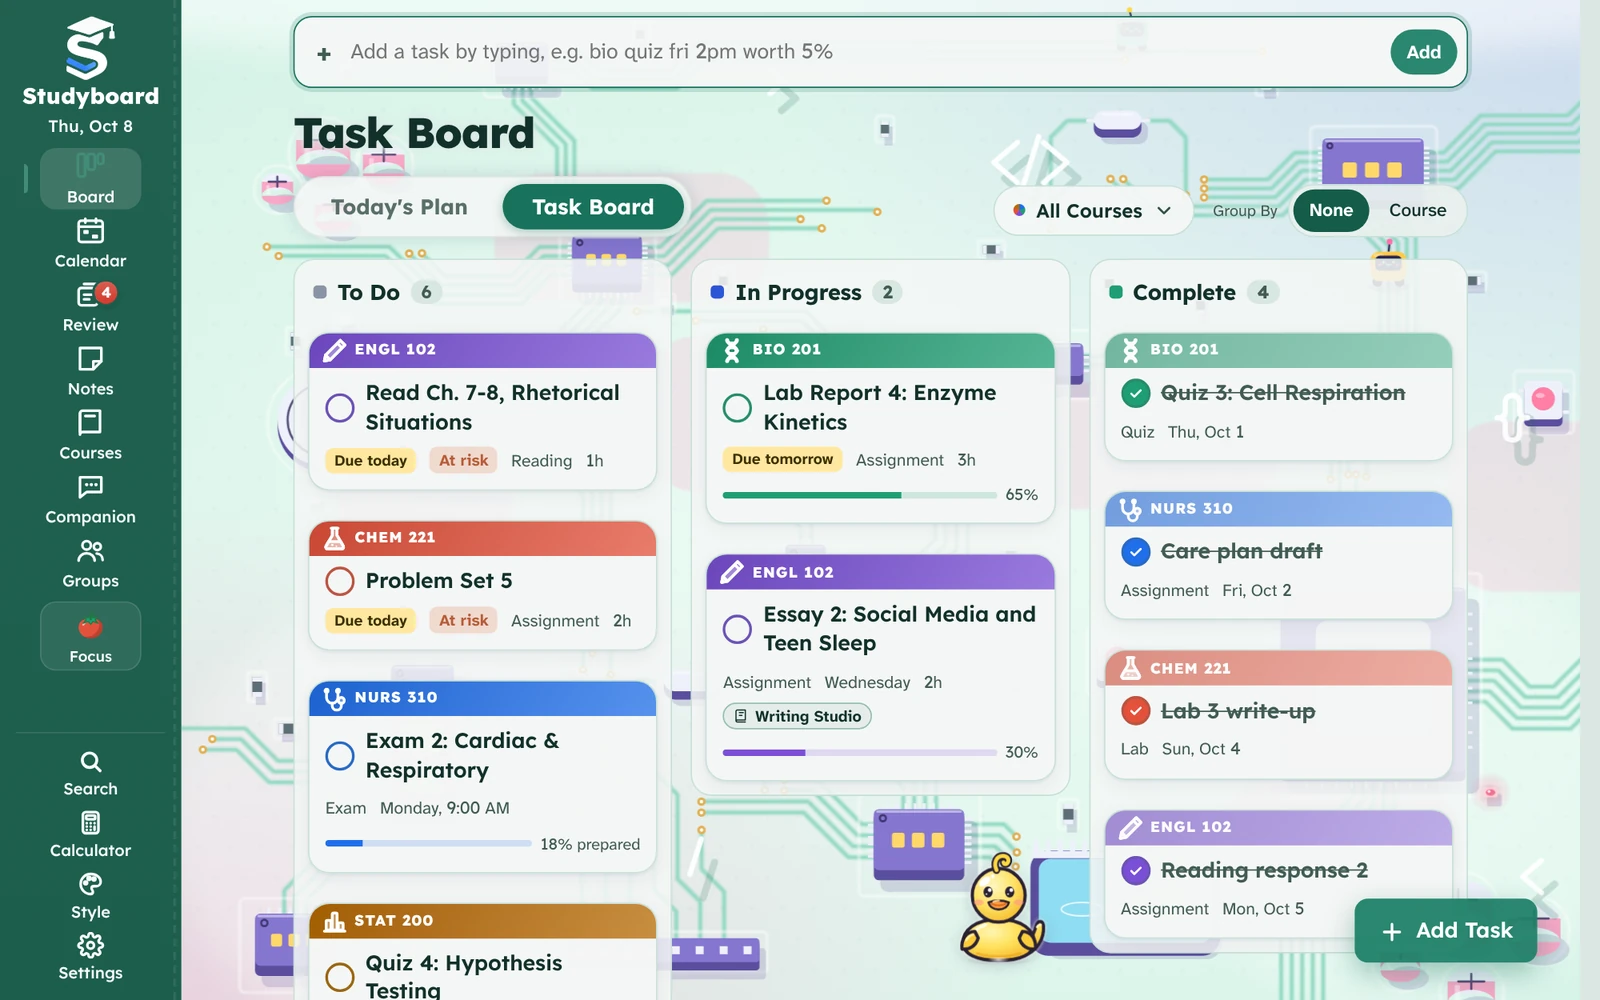 Studyboard
Thu, Oct 8
Board
Calendar
4
Review
Notes
Courses
Companion
Groups
Focus
Search
Calculator
Style
Settings
+ Add a task by typing, e.g. bio quiz fri 2pm worth 5%
Add
Task Board
Today's Plan
Task Board
All Courses
Group By
None
Course
To Do 6
ENGL 102
Read Ch. 7-8, Rhetorical
Situations
Due today At risk Reading 1h
CHEM 221
Problem Set 5
Due today At risk Assignment 2h
NURS 310
Exam 2: Cardiac &
Respiratory
Exam Monday, 9:00 AM
18% prepared
STAT 200
Quiz 4: Hypothesis
Testing
In Progress 2
BIO 201
Lab Report 4: Enzyme
Kinetics
Due tomorrow Assignment 3h
65%
ENGL 102
Essay 2: Social Media and
Teen Sleep
Assignment Wednesday 2h
Writing Studio
30%
Complete 4
BIO 201
Quiz 3: Cell Respiration
Quiz Thu, Oct 1
NURS 310
Care plan draft
Assignment Fri, Oct 2
CHEM 221
Lab 3 write-up
Lab Sun, Oct 4
ENGL 102
Reading response 2
Assignment Mon, Oct 5
+ Add Task